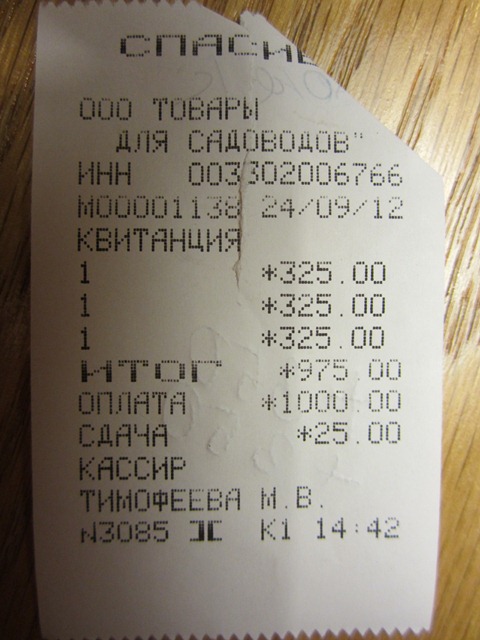 СПАСИБ
ООО ТОВАРЫ
ДЛЯ САДОВОДОВ"
ИНН 003302006766
М00001138 24/09/12
КВИТАНЦИЯ
1 *325.00
1 *325.00
1 *325.00
ИТОГ *975.00
ОПЛАТА *1000.00
СДАЧА *25.00
КАССИР
ТИМОФЕЕВА М.В.
N3085 К1 14:42